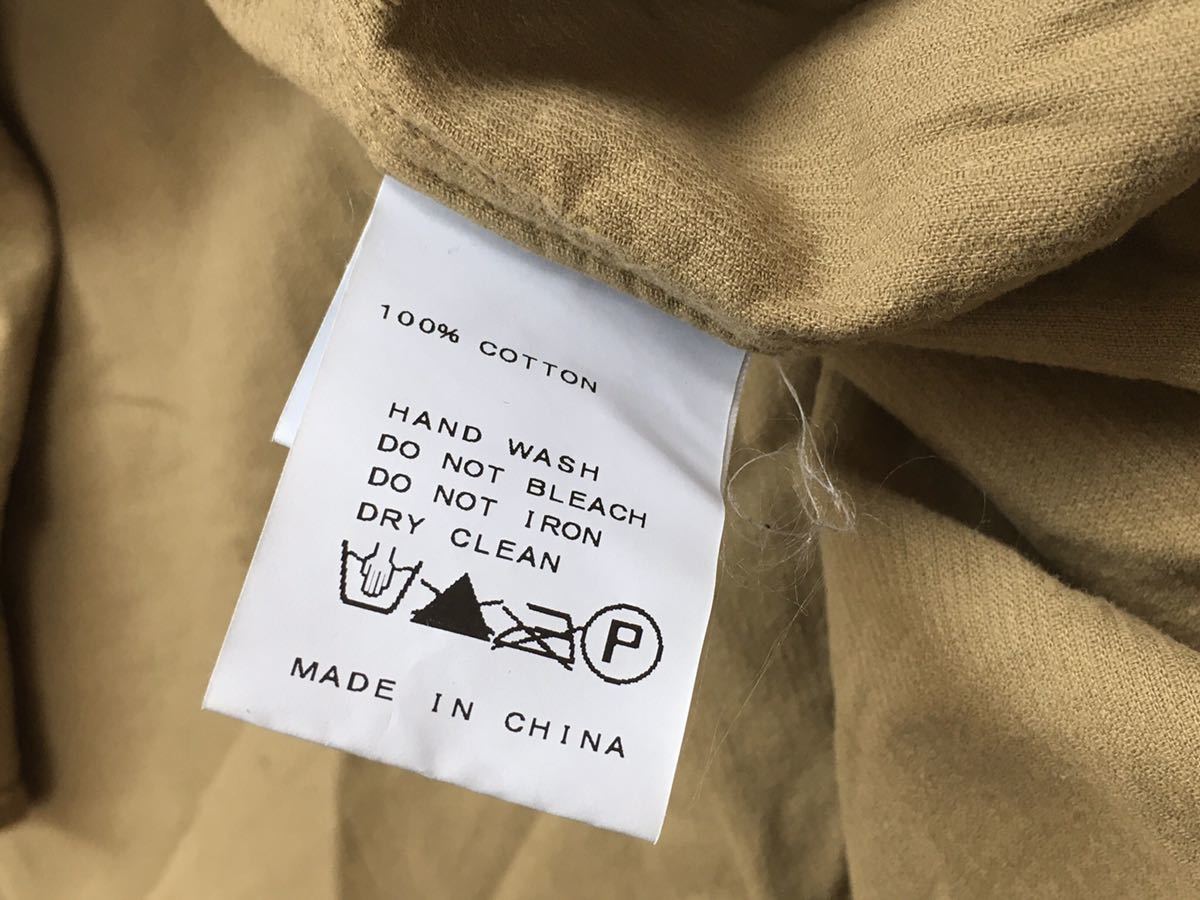 100% COTTON
HAND WASH
DO NOT BLEACH
DO NOT IRON
DRY CLEAN
P
MADE IN CHINA